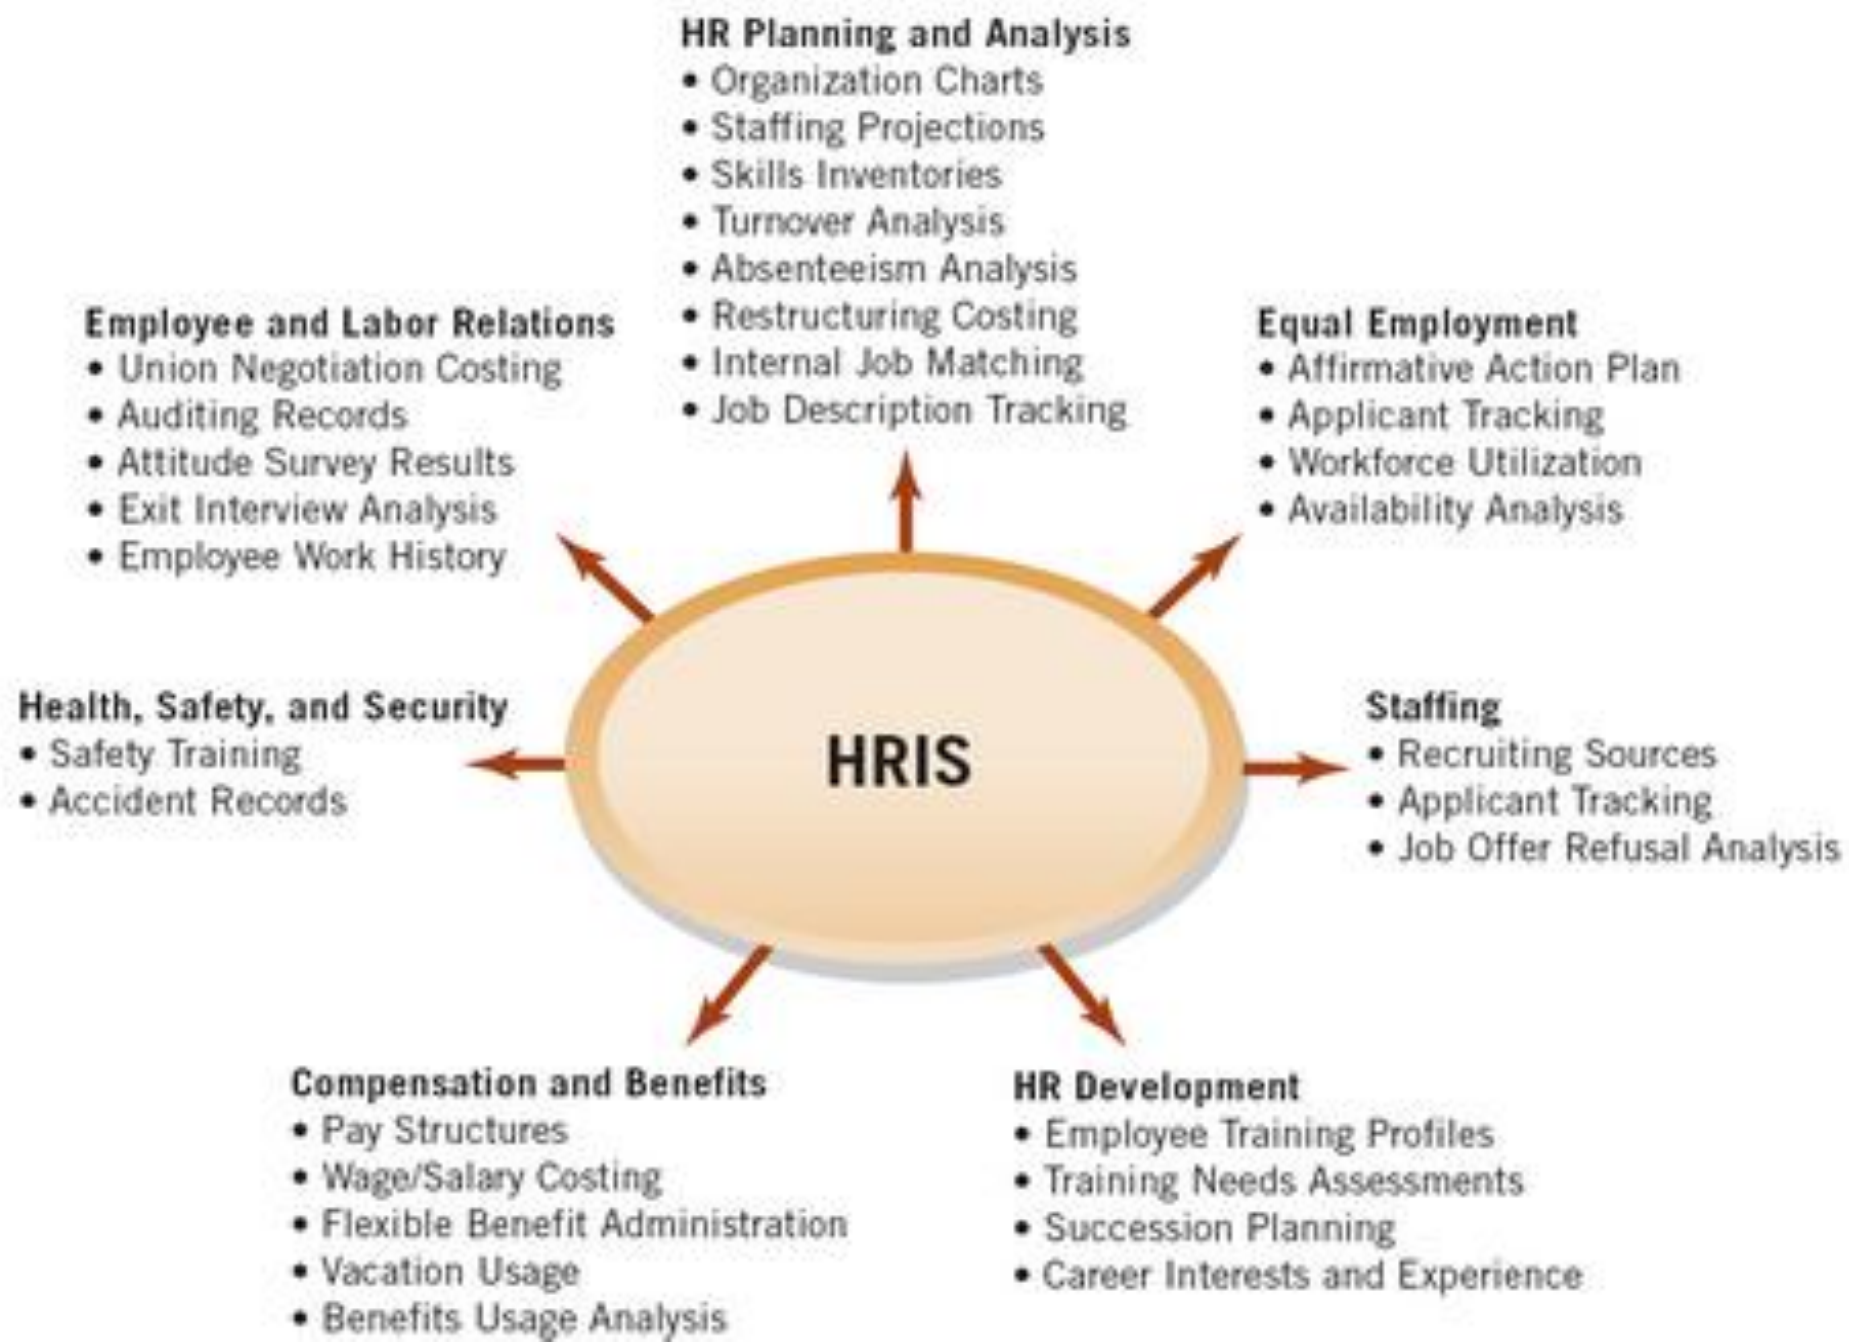 HR Planning and Analysis
• Organization Charts
• Staffing Projections
• Skills Inventories
• Turnover Analysis
• Absenteeism Analysis
• Restructuring Costing
• Internal Job Matching
• Job Description Tracking
Employee and Labor Relations
• Union Negotiation Costing
• Auditing Records
• Attitude Survey Results
• Exit Interview Analysis
• Employee Work History
Equal Employment
• Affirmative Action Plan
• Applicant Tracking
• Workforce Utilization
• Availability Analysis
Health, Safety, and Security
• Safety Training
• Accident Records
HRIS
Staffing
• Recruiting Sources
• Applicant Tracking
• Job Offer Refusal Analysis
Compensation and Benefits
• Pay Structures
• Wage/Salary Costing
• Flexible Benefit Administration
• Vacation Usage
• Benefits Usage Analysis
HR Development
• Employee Training Profiles
• Training Needs Assessments
• Succession Planning
• Career Interests and Experience